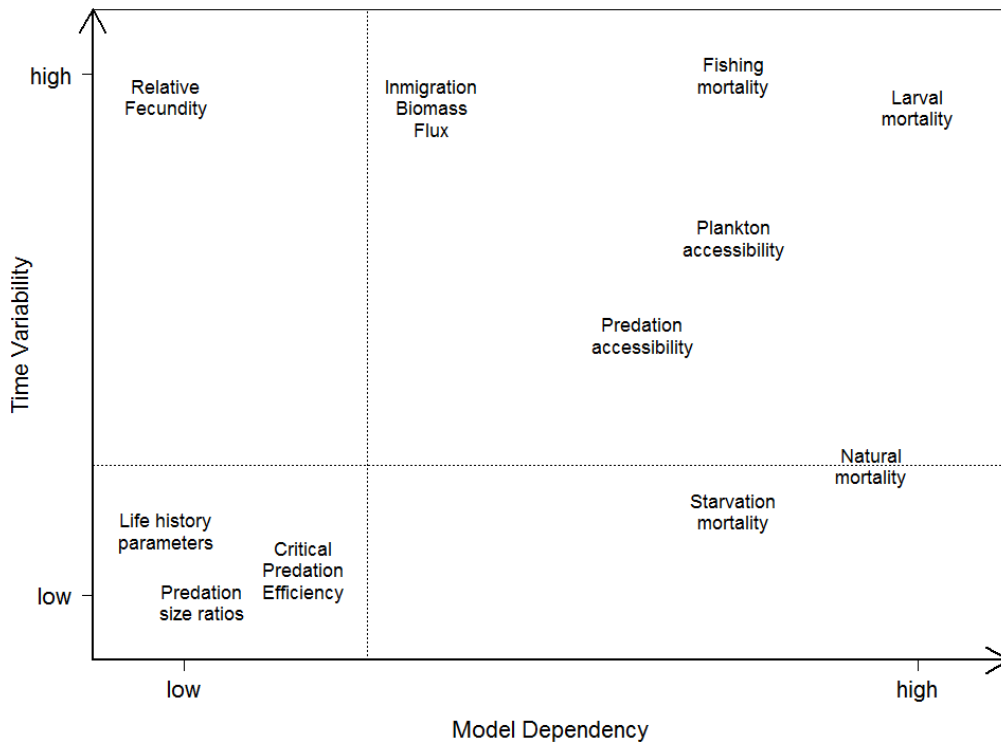 high
Relative
Fecundity
Inmigration
Biomass
Flux
Fishing
mortality
Larval
mortality
Plankton
accessibility
Predation
accessibility
Time Variability
Natural
mortality
Starvation
mortality
Life history
parameters
Critical
Predation
Efficiency
Predation
size ratios
low
low
high
Model Dependency